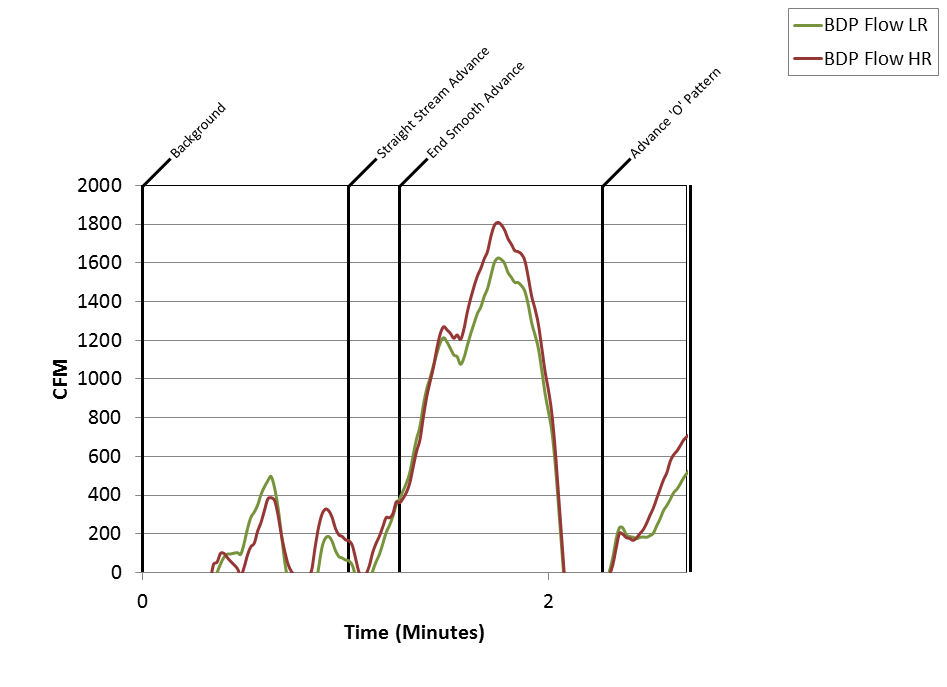 BDP Flow LR
BDP Flow HR
Background
Straight Stream Advance
End Smooth Advance
Advance 'O' Pattern
2000
1800
1600
1400
1200
1000
800
600
400
200
0
CFM
0 2
Time (Minutes)